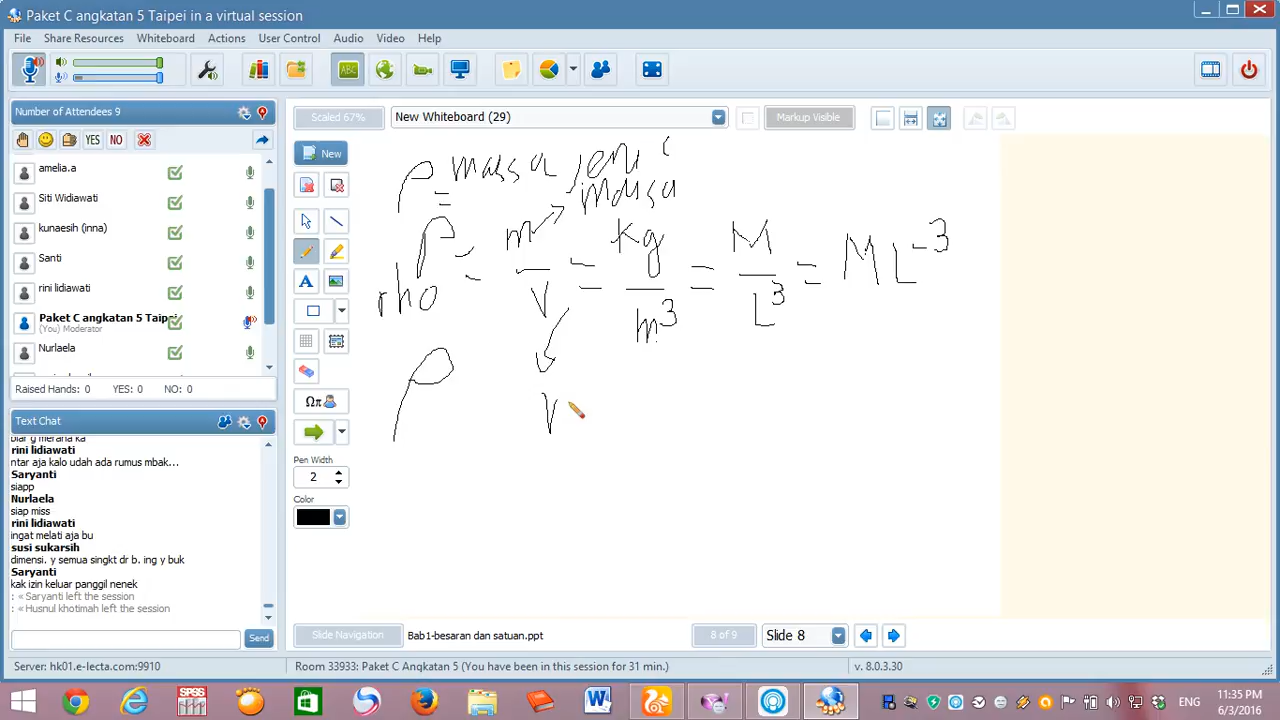 Paket C angkatan 5 Taipei in a virtual session
File Share Resources Whiteboard Actions User Control Audio Video Help
Number of Attendees 9
YES NO
amelia.a
Siti Widiawati
kunaesih (inna)
Santi
rini lidiawati
Paket C angkatan 5 Taipei
(You) Moderator
Nurlaela
Raised Hands: 0 YES: 0 NO: 0
Text Chat
rini lidiawati
ntar aja kalo udah ada rumus mbak...
Saryanti
siapp
Nurlaela
siap miss
rini lidiawati
ingat melati aja bu
susi sukarsih
dimensi. y semua singkt dr b. ing y buk
Saryanti
kak izin keluar panggil nenek
: « Saryanti left the session
: « Husnul khotimah left the session
Send
Scaled 67%
New Whiteboard (29)
Markup Visible
New
ABC
A
Ωπ
Pen Width
2
Color
ρ = massa jeni
massa
ρ = m/v = kg/m³ = M/L³ = ML⁻³
rho
ρ
V
Slide Navigation
Bab1-besaran dan satuan.ppt
8 of 9
Slide 8
Server: hk01.e-lecta.com:9910
Room 33933: Paket C Angkatan 5 (You have been in this session for 31 min.)
v. 8.0.3.30
SPSS
ENG
11:35 PM
6/3/2016